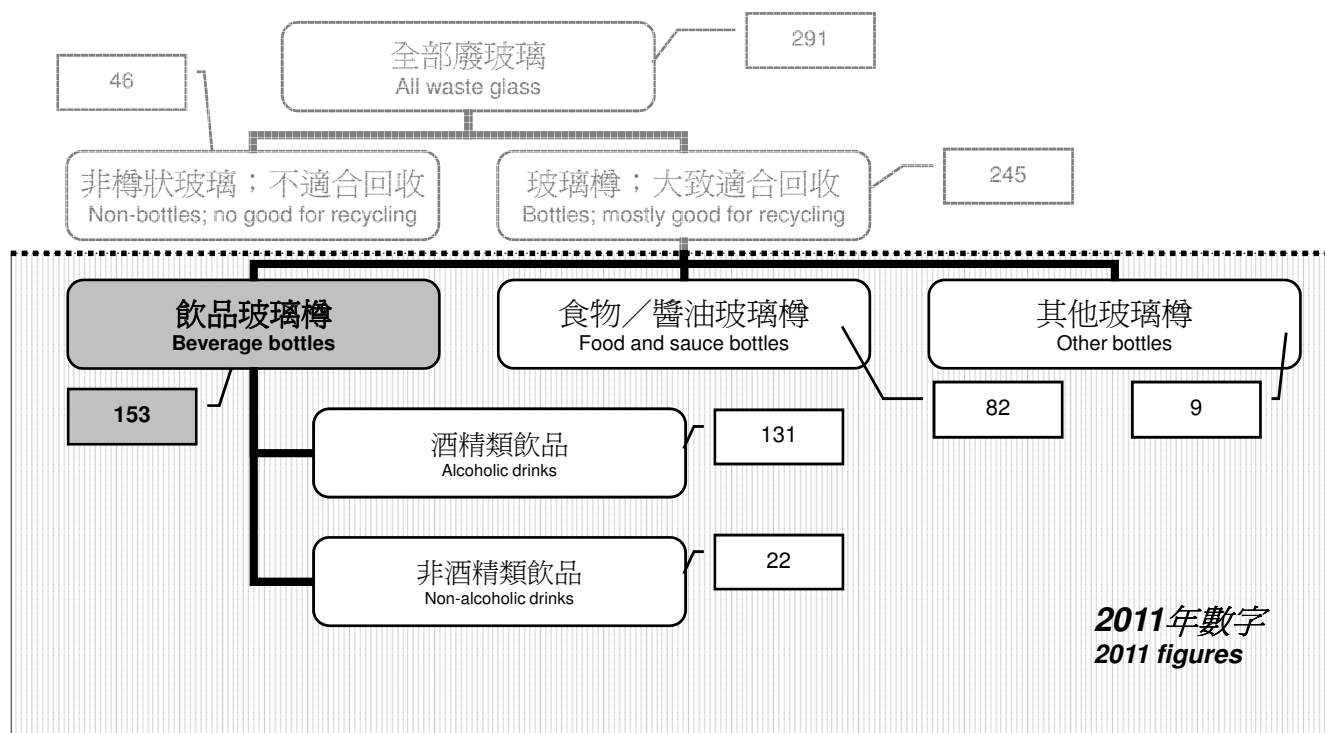 全部廢玻璃
All waste glass
291
46
非樽狀玻璃；不適合回收
Non-bottles; no good for recycling
玻璃樽；大致適合回收
Bottles; mostly good for recycling
245
飲品玻璃樽
Beverage bottles
153
食物／醬油玻璃樽
Food and sauce bottles
82
其他玻璃樽
Other bottles
9
酒精類飲品
Alcoholic drinks
131
非酒精類飲品
Non-alcoholic drinks
22
2011年數字
2011 figures